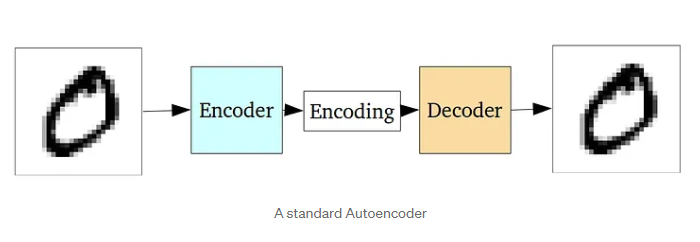 Encoder
Encoding
Decoder
A standard Autoencoder